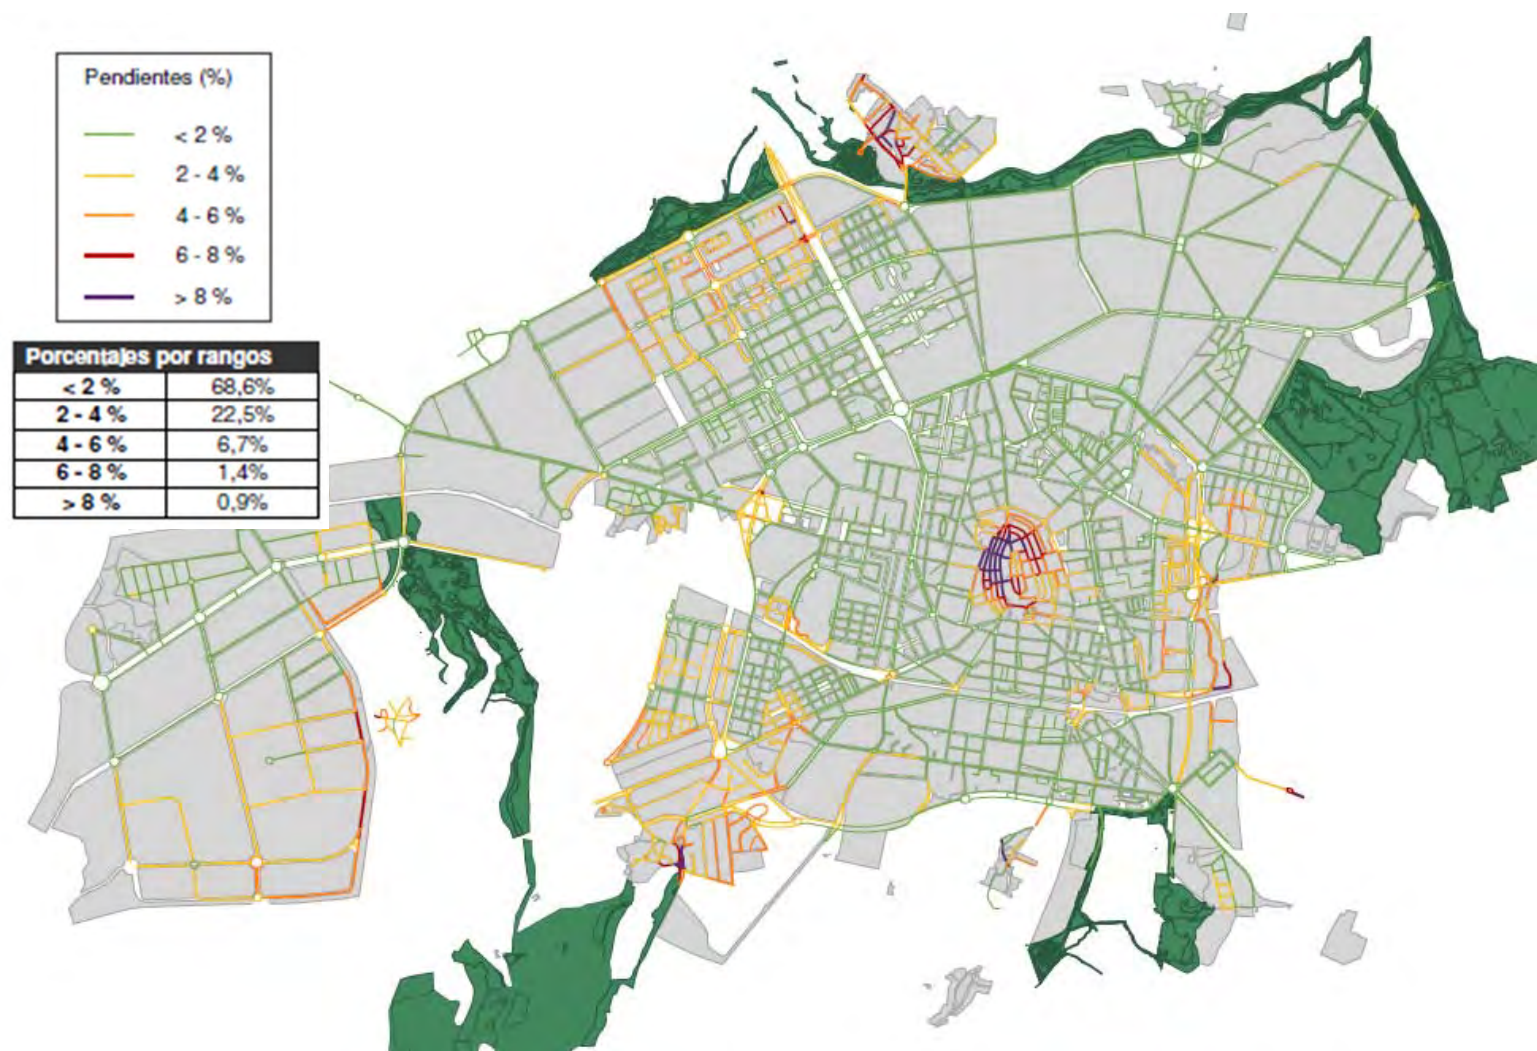 Pendientes (%)
< 2 %
2 - 4 %
4 - 6 %
6 - 8 %
> 8 %
Porcentajes por rangos
< 2 % 68,6%
2 - 4 % 22,5%
4 - 6 % 6,7%
6 - 8 % 1,4%
> 8 % 0,9%